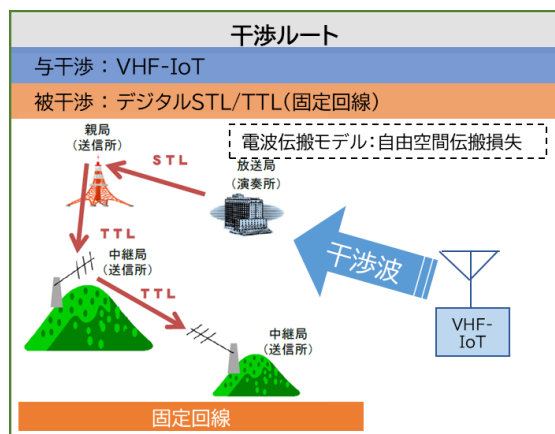 干渉ルート
与干渉：VHF-IoT
被干渉：デジタルSTL/TTL(固定回線)
電波伝搬モデル：自由空間伝搬損失
親局
(送信所)
STL
放送局
(演奏所)
TTL
中継局
(送信所)
TTL
干渉波
中継局
(送信所)
VHF-
IoT
固定回線